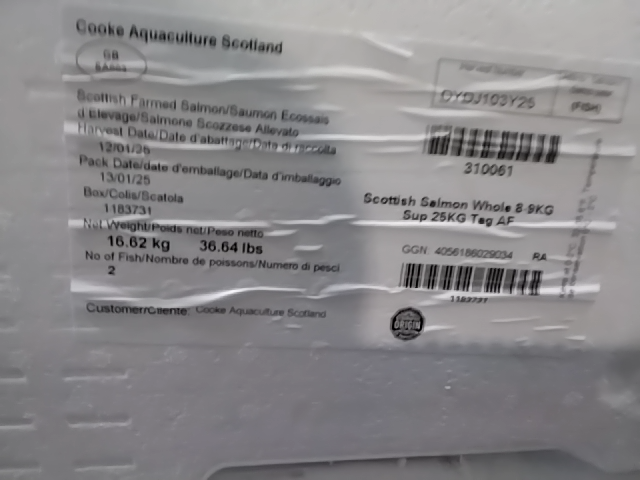 Cooke Aquaculture Scotland
GB
Scottish Farmed Salmon/Saumon Ecossais
d'Elevage/Salmone Scozzese Allevato
Harvest Date/Date d'abattage/Data di raccolta
12/01/25
Pack Date/date d'emballage/Data d'imballaggio
13/01/25
Box/Colis/Scatola
1183731
Net Weight/Poids net/Peso netto
16.62 kg 36.64 lbs
No of Fish/Nombre de poissons/Numero di pesci
2
Customer/Cliente: Cooke Aquaculture Scotland
(FISH)
310061
Scottish Salmon Whole 8-9KG
Sup 25KG Tag AF
GGN: 4056186029034 RA
1183731
ORIGIN